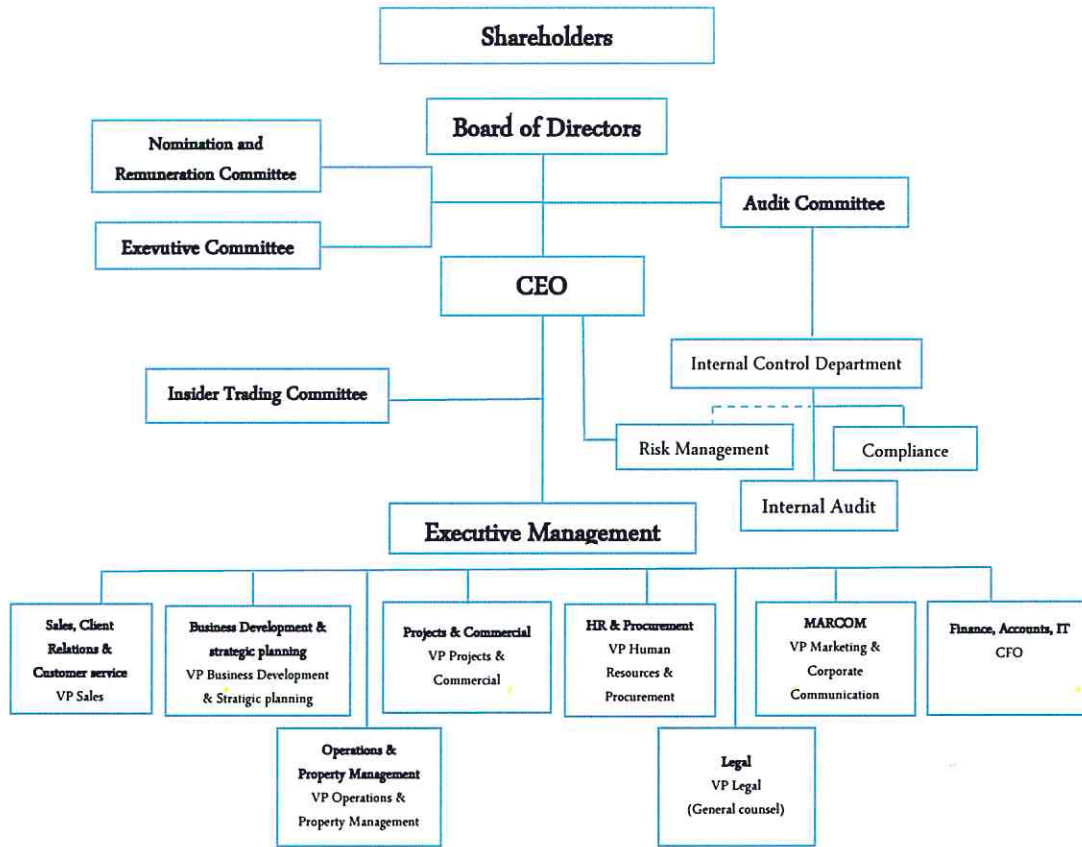 Shareholders
Board of Directors
Nomination and
Remuneration Committee
Audit Committee
Exevutive Committee
CEO
Internal Control Department
Insider Trading Committee
Risk Management
Compliance
Internal Audit
Executive Management
Sales, Client
Relations &
Customer service
VP Sales
Business Development &
strategic planning
VP Business Development
& Stratigic planning
Projects & Commercial
VP Projects &
Commercial
HR & Procurement
VP Human
Resources &
Procurement
MARCOM
VP Marketing &
Corporate
Communication
Finance, Accounts, IT
CFO
Operations &
Property Management
VP Operations &
Property Management
Legal
VP Legal
(General counsel)